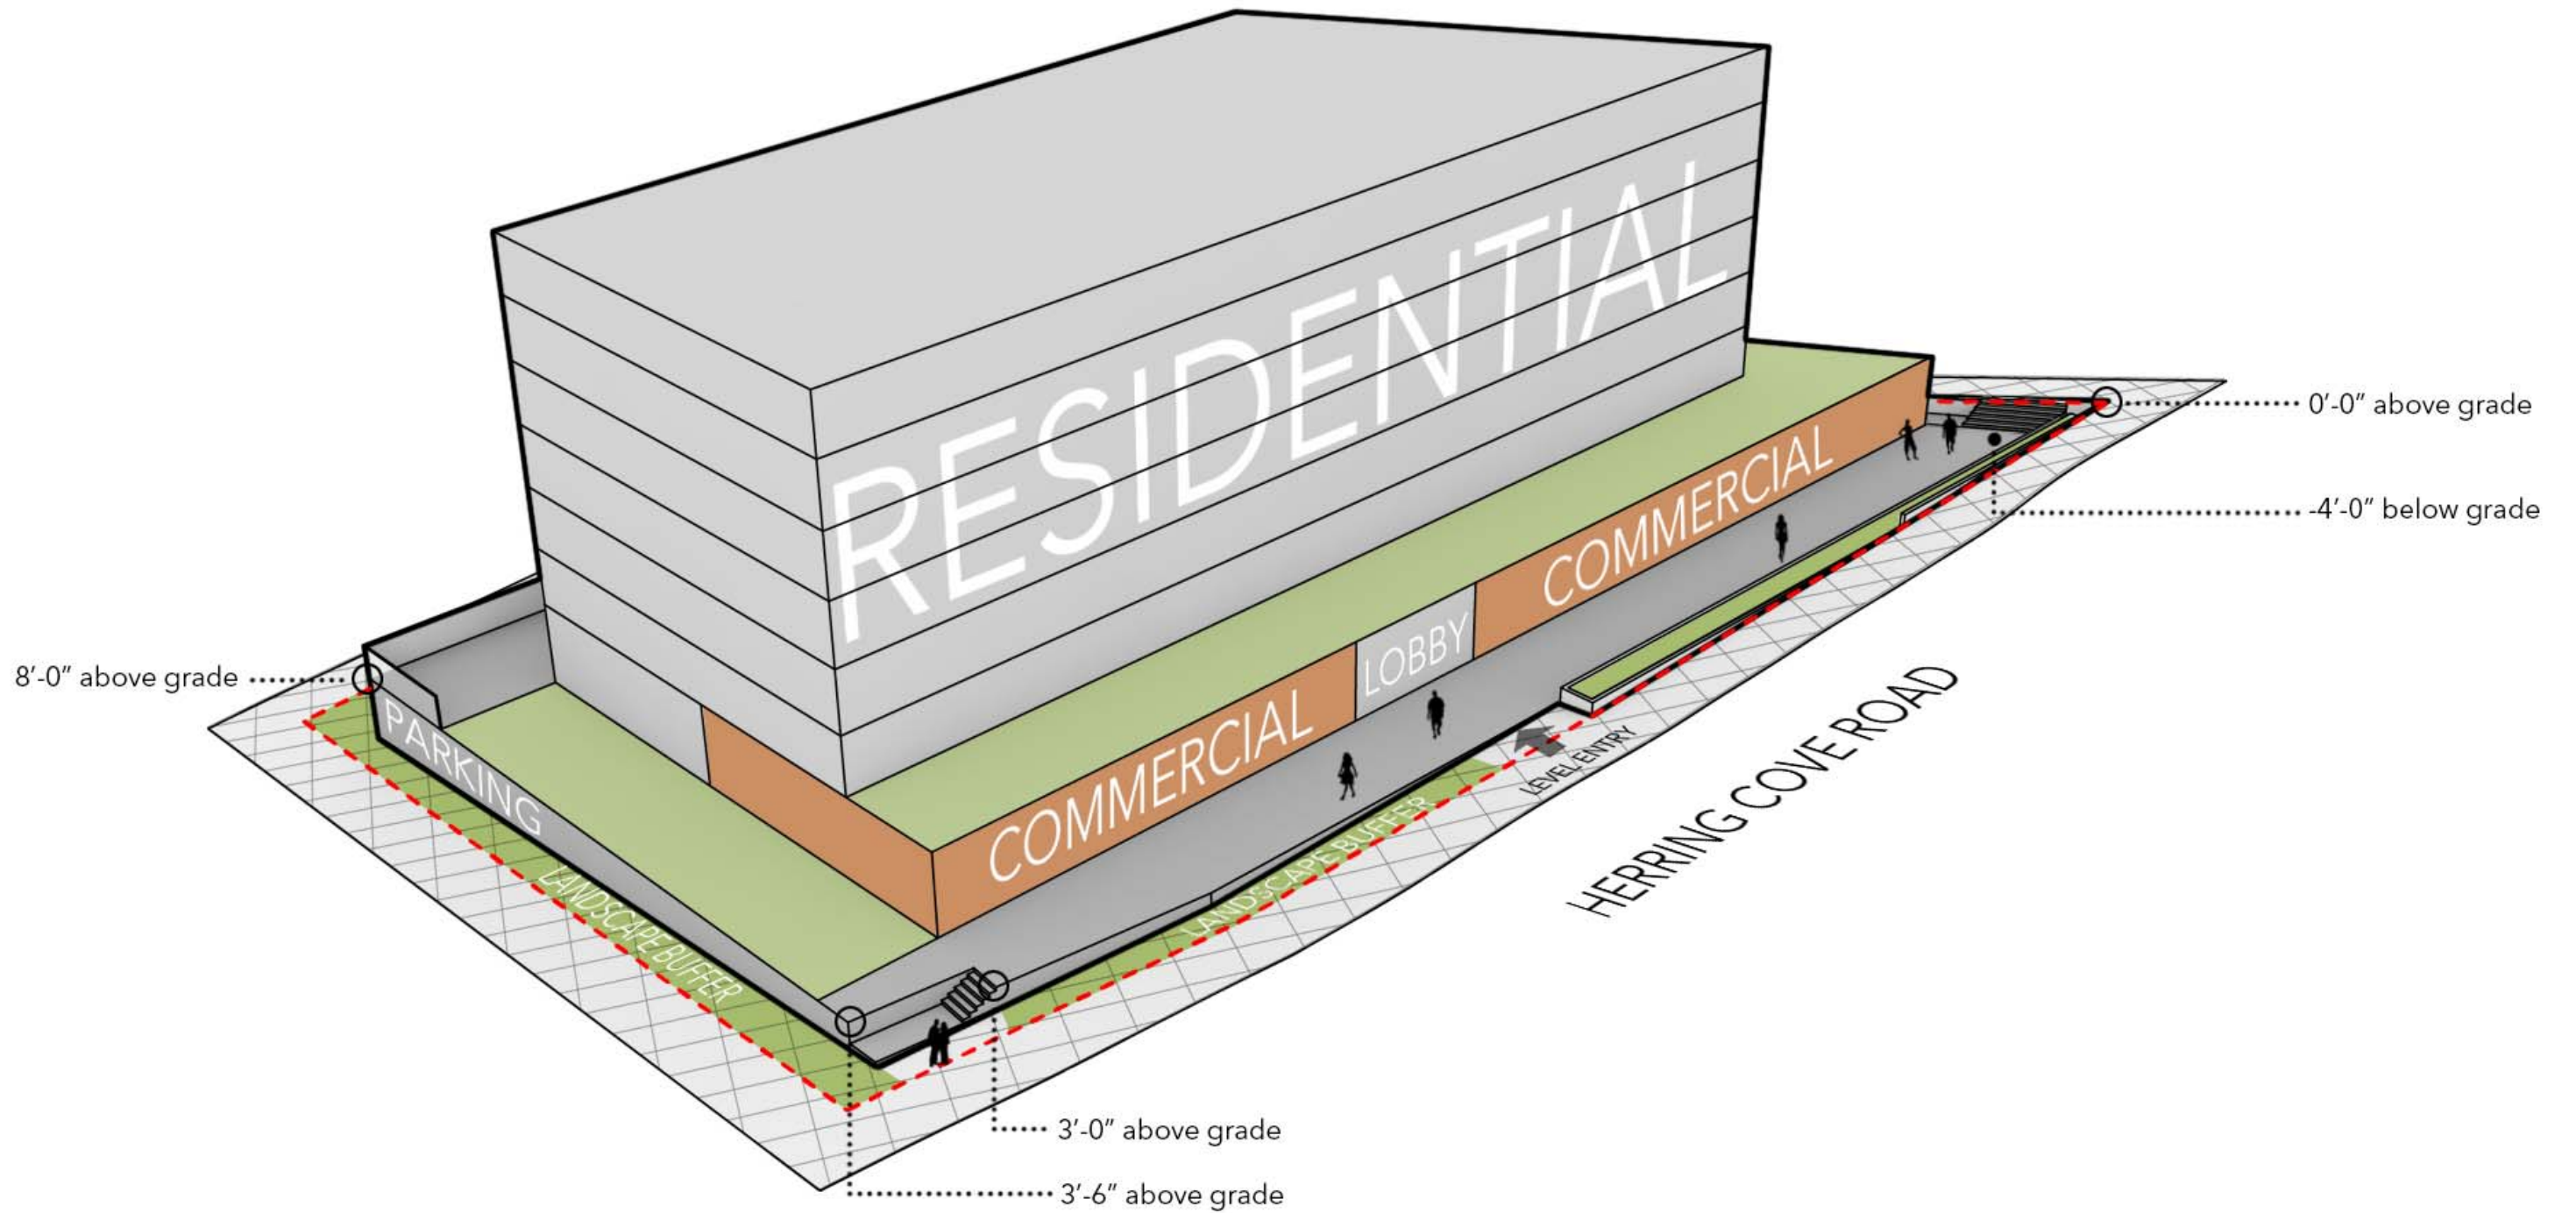 RESIDENTIAL
0'-0" above grade
-4'-0" below grade
COMMERCIAL
LOBBY
COMMERCIAL
8'-0" above grade
PARKING
LEVEL ENTRY
HERRING COVE ROAD
LANDSCAPE BUFFER
LANDSCAPE BUFFER
3'-0" above grade
3'-6" above grade